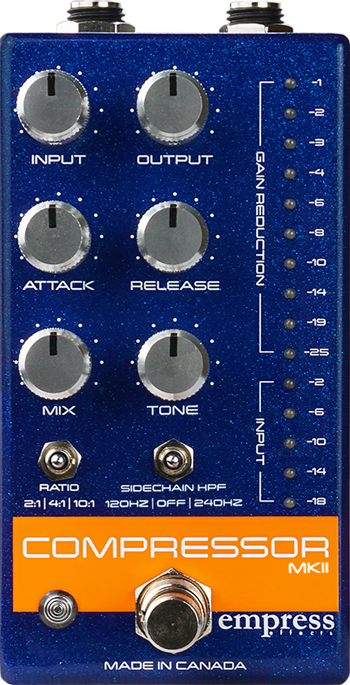 INPUT OUTPUT
ATTACK RELEASE
MIX TONE
RATIO SIDECHAIN HPF
2:1|4:1|10:1 120HZ|OFF|240HZ
GAIN REDUCTION
-1
-2
-3
-4
-6
-8
-10
-14
-19
-25
INPUT
-2
-6
-10
-14
-18
COMPRESSOR
MKII
empress
effects
MADE IN CANADA